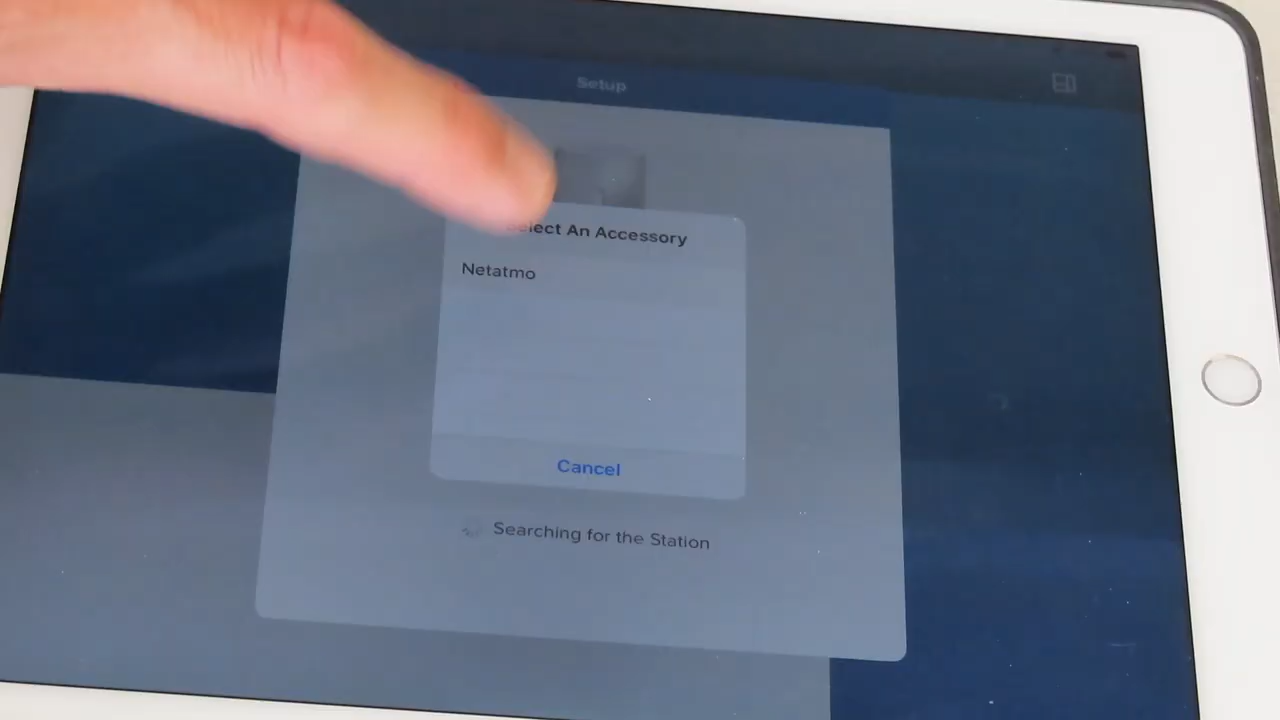 Setup
Select An Accessory
Netatmo
Cancel
Searching for the Station